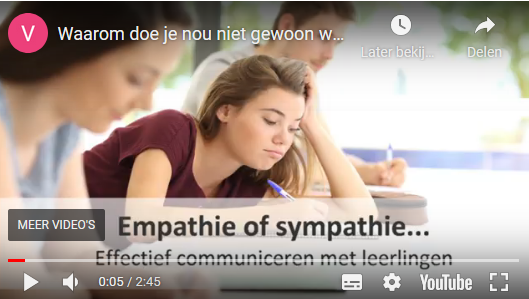 V
Waarom doe je nou niet gewoon w...
Later bekij...
Delen
MEER VIDEO'S
Empathie of sympathie...
Effectief communiceren met leerlingen
0:05 / 2:45
YouTube